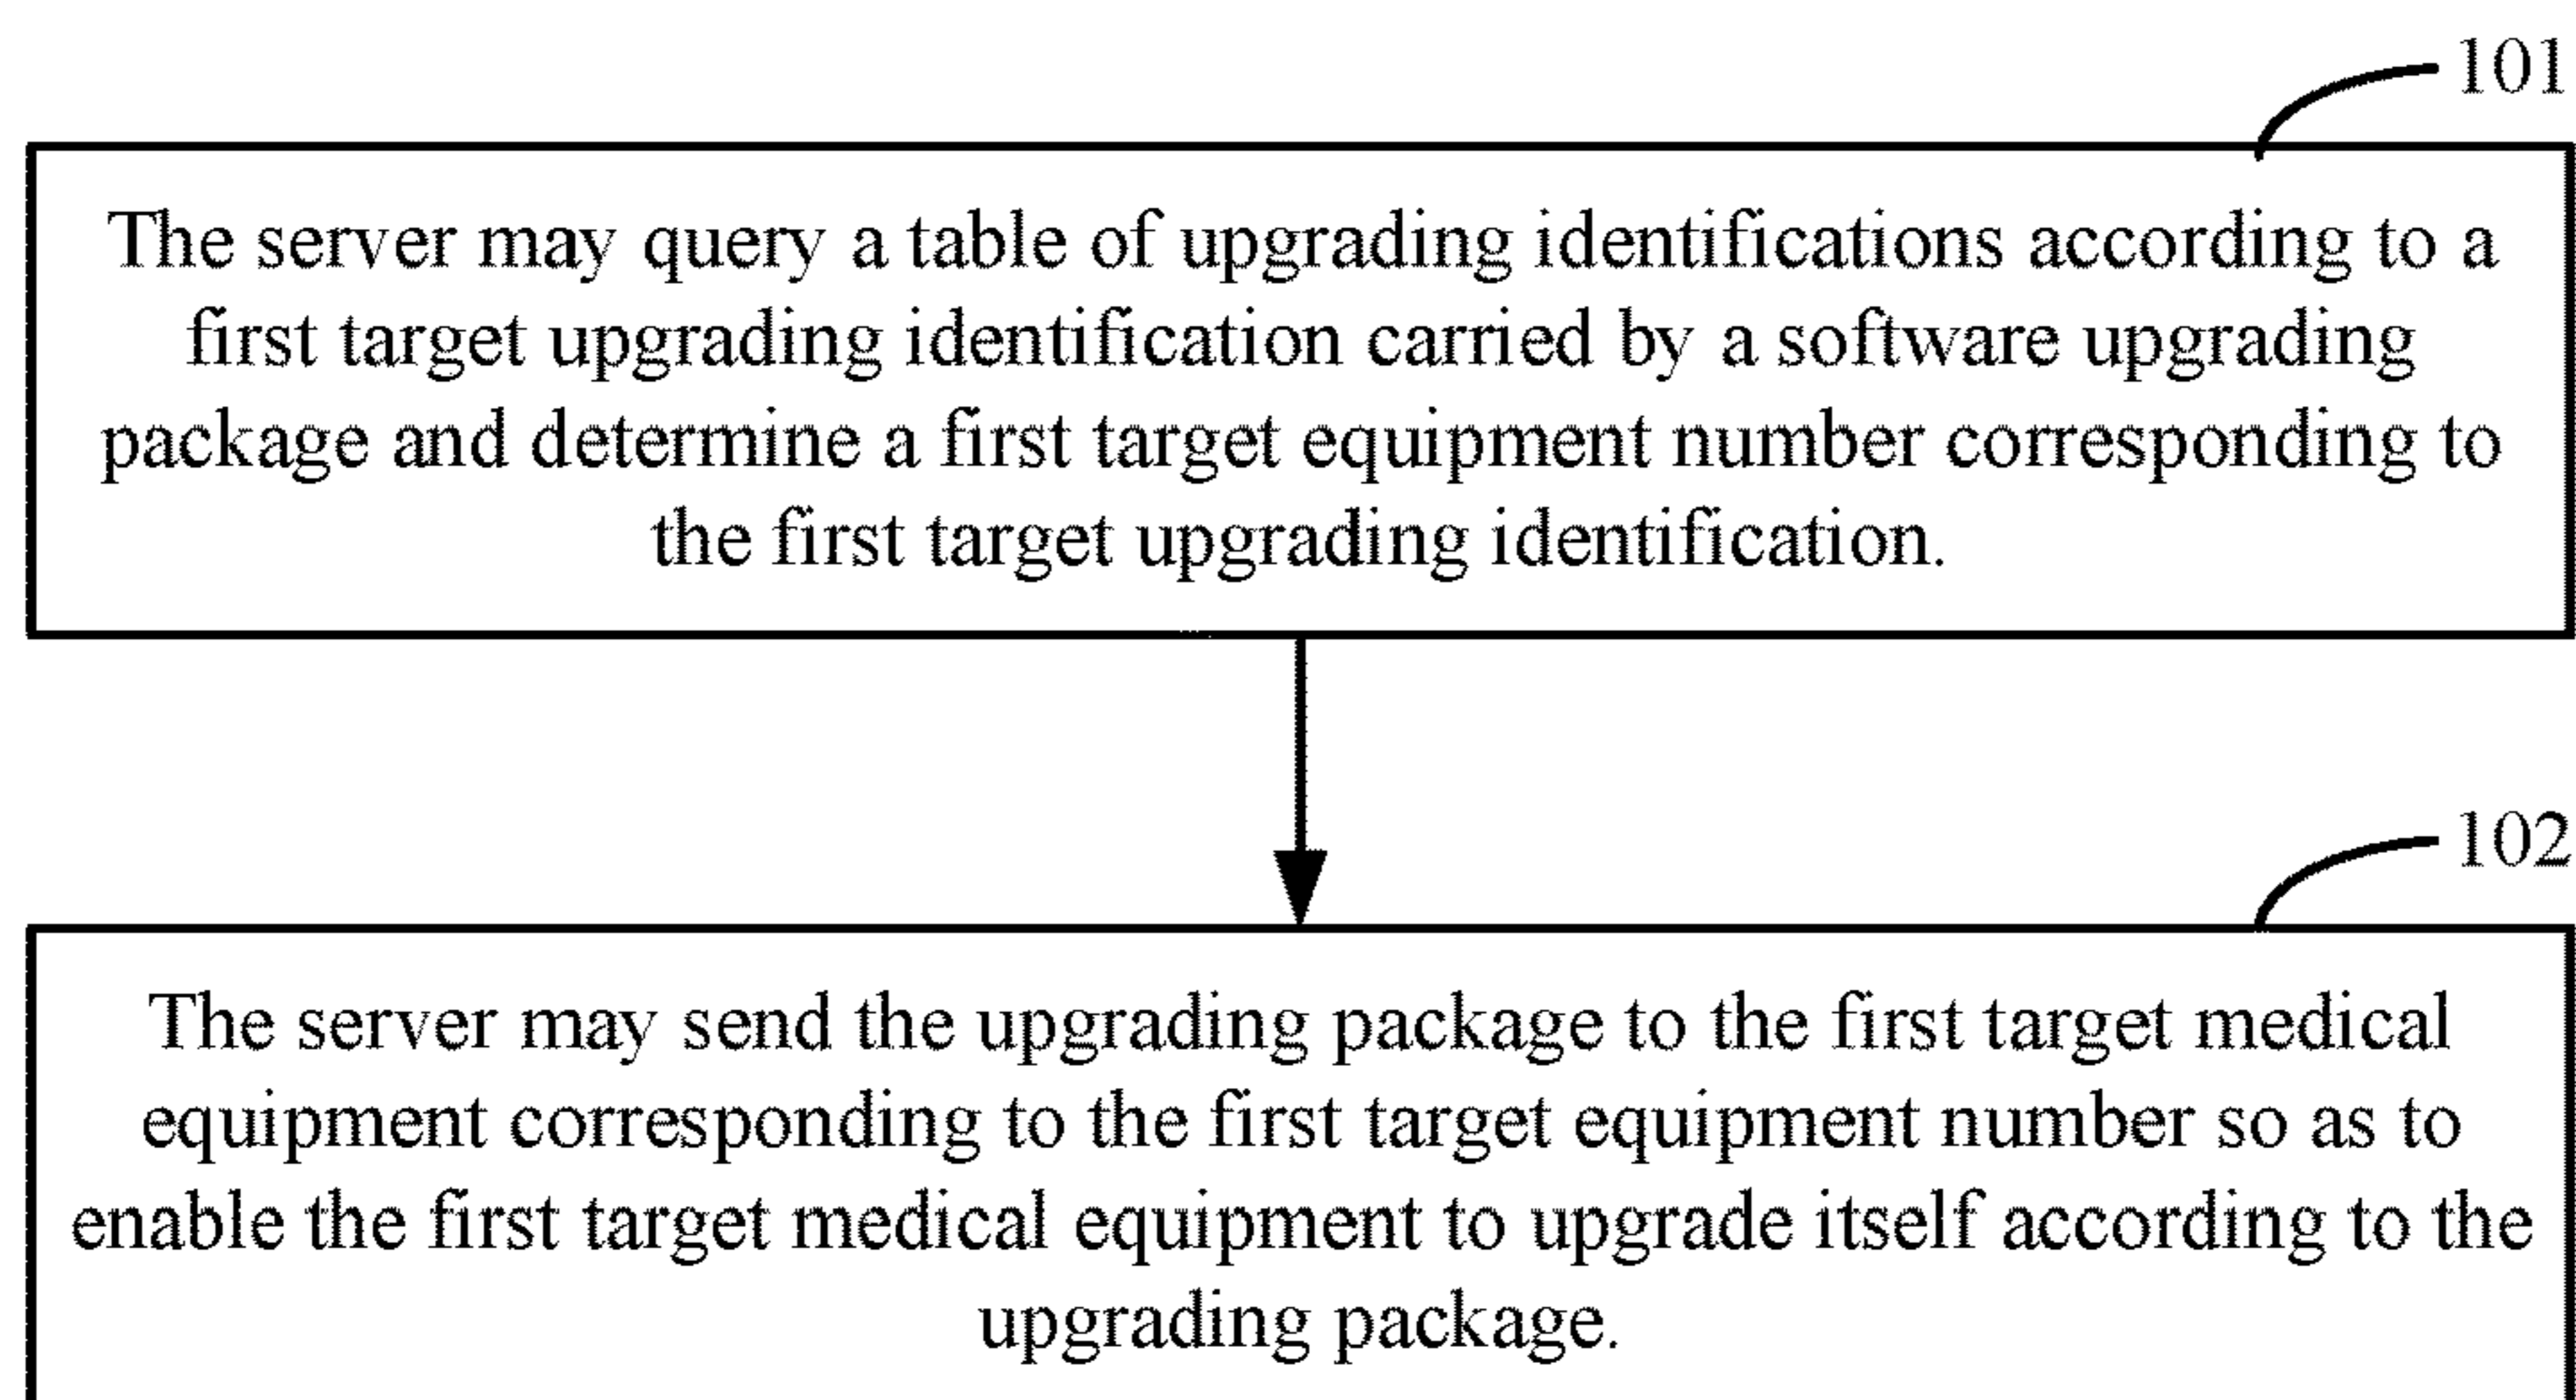 101
The server may query a table of upgrading identifications according to a
first target upgrading identification carried by a software upgrading
package and determine a first target equipment number corresponding to
the first target upgrading identification.
102
The server may send the upgrading package to the first target medical
equipment corresponding to the first target equipment number so as to
enable the first target medical equipment to upgrade itself according to the
upgrading package.